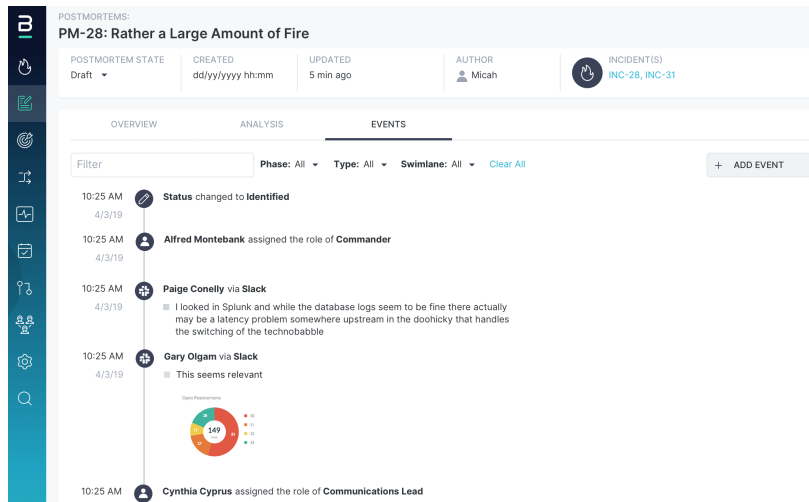 POSTMORTEMS:
PM-28: Rather a Large Amount of Fire
POSTMORTEM STATE
Draft
CREATED
dd/yy/yyyy hh:mm
UPDATED
5 min ago
AUTHOR
Micah
INCIDENT(S)
INC-28, INC-31
OVERVIEW
ANALYSIS
EVENTS
Filter
Phase: All
Type: All
Swimlane: All
Clear All
+ ADD EVENT
10:25 AM
Status changed to Identified
4/3/19
10:25 AM
Alfred Montebank assigned the role of Commander
4/3/19
10:25 AM
Paige Conelly via Slack
4/3/19
I looked in Splunk and while the database logs seem to be fine there actually
may be a latency problem somewhere upstream in the doohicky that handles
the switching of the technobabble
10:25 AM
Gary Olgam via Slack
4/3/19
This seems relevant
Open Postmortems
149
10:25 AM
Cynthia Cyprus assigned the role of Communications Lead